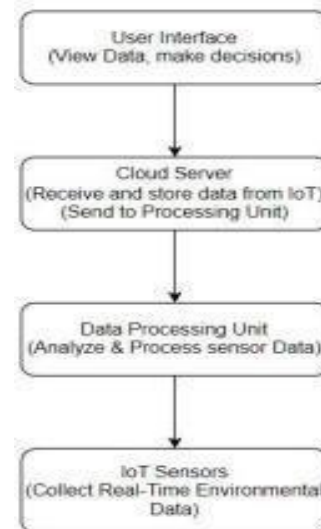 User Interface
(View Data, make decisions)
Cloud Server
(Receive and store data from IoT)
(Send to Processing Unit)
Data Processing Unit
(Analyze & Process sensor Data)
IoT Sensors
(Collect Real-Time Environmental
Data)